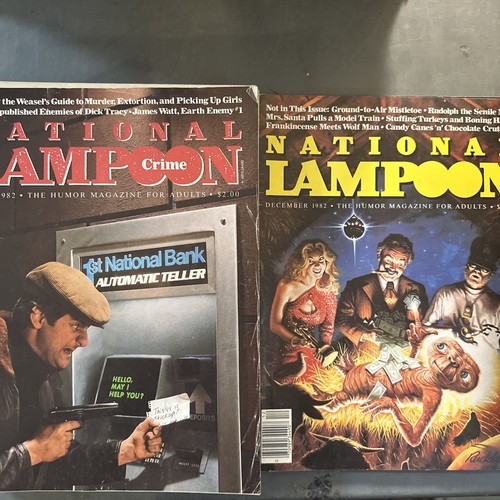 the Weasel's Guide to Murder, Extortion, and Picking Up Girls
published Enemies of Dick Tracy • James Watt, Earth Enemy #1
NATIONAL
LAMPOON
Crime
1982 • THE HUMOR MAGAZINE FOR ADULTS • $2.00
1st National Bank
AUTOMATIC TELLER
HELLO,
MAY I
HELP YOU?
THIS IS A
STICKUP!
DEPOSITS
Not in This Issue: Ground-to-Air Mistletoe • Rudolph the Senile
Mrs. Santa Pulls a Model Train • Stuffing Turkeys and Boning
Frankincense Meets Wolf Man • Candy Canes 'n' Chocolate
NATIONAL
LAMPOON
DECEMBER 1982 • THE HUMOR MAGAZINE FOR ADULTS •